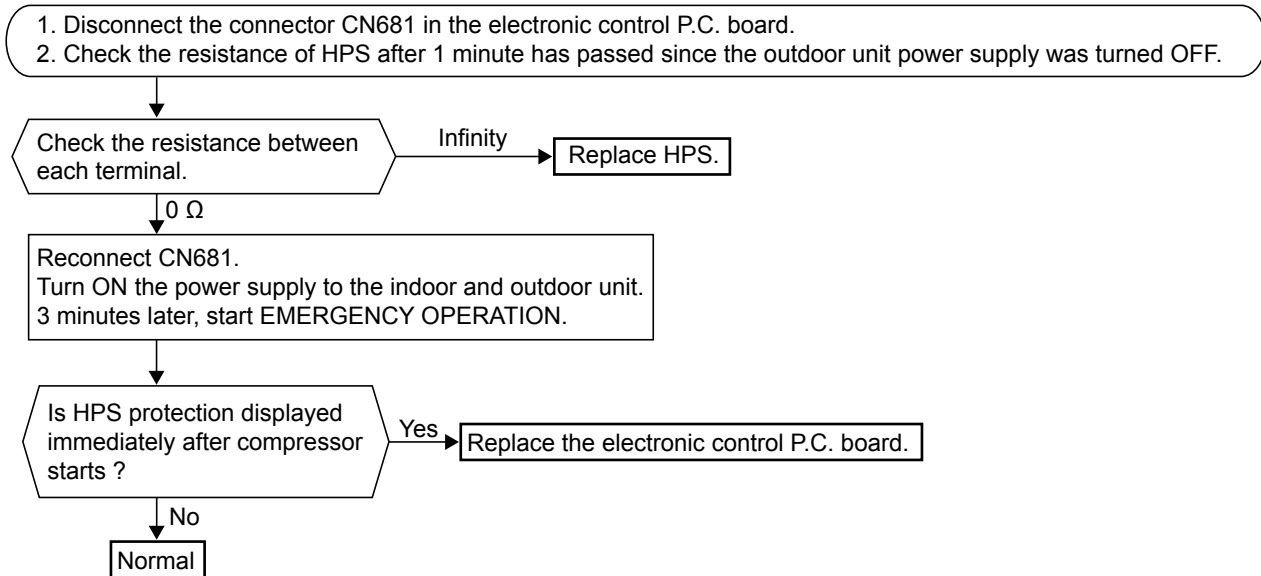 1. Disconnect the connector CN681 in the electronic control P.C. board.
2. Check the resistance of HPS after 1 minute has passed since the outdoor unit power supply was turned OFF.
Check the resistance between
each terminal.
Infinity
Replace HPS.
0 Ω
Reconnect CN681.
Turn ON the power supply to the indoor and outdoor unit.
3 minutes later, start EMERGENCY OPERATION.
Is HPS protection displayed
immediately after compressor
starts ?
Yes
Replace the electronic control P.C. board.
No
Normal